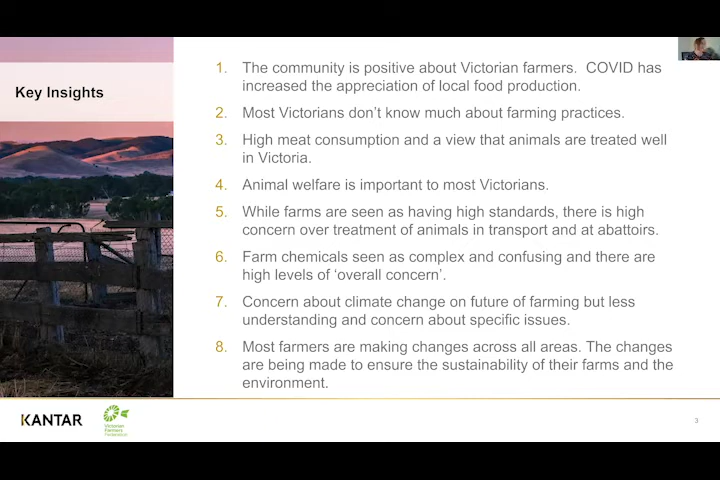 Key Insights
1. The community is positive about Victorian farmers. COVID has
increased the appreciation of local food production.
2. Most Victorians don't know much about farming practices.
3. High meat consumption and a view that animals are treated well
in Victoria.
4. Animal welfare is important to most Victorians.
5. While farms are seen as having high standards, there is high
concern over treatment of animals in transport and at abattoirs.
6. Farm chemicals seen as complex and confusing and there are
high levels of 'overall concern'.
7. Concern about climate change on future of farming but less
understanding and concern about specific issues.
8. Most farmers are making changes across all areas. The changes
are being made to ensure the sustainability of their farms and the
environment.
KANTAR
Victorian
Farmers
Federation
3